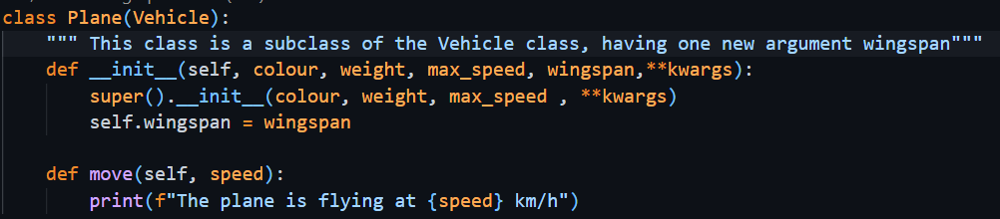 class Plane(Vehicle):
    """ This class is a subclass of the Vehicle class, having one new argument wingspan"""
    def __init__(self, colour, weight, max_speed, wingspan,**kwargs):
        super().__init__(colour, weight, max_speed , **kwargs)
        self.wingspan = wingspan

    def move(self, speed):
        print(f"The plane is flying at {speed} km/h")